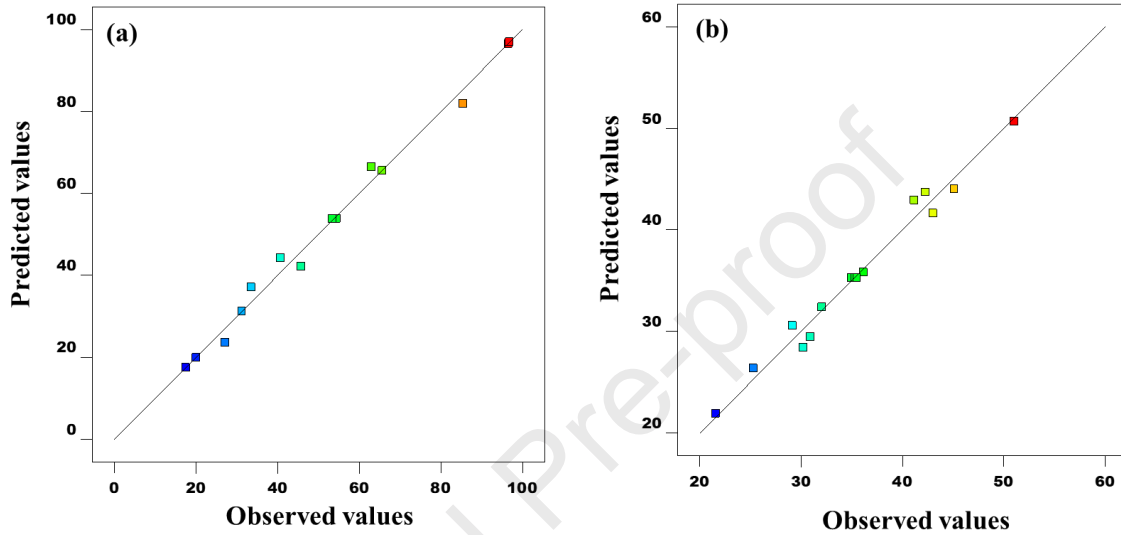 (a)
100
80
60
40
20
0
Predicted values
0 20 40 60 80 100
Observed values
(b)
60
50
40
30
20
Predicted values
20 30 40 50 60
Observed values
l Pre-proof